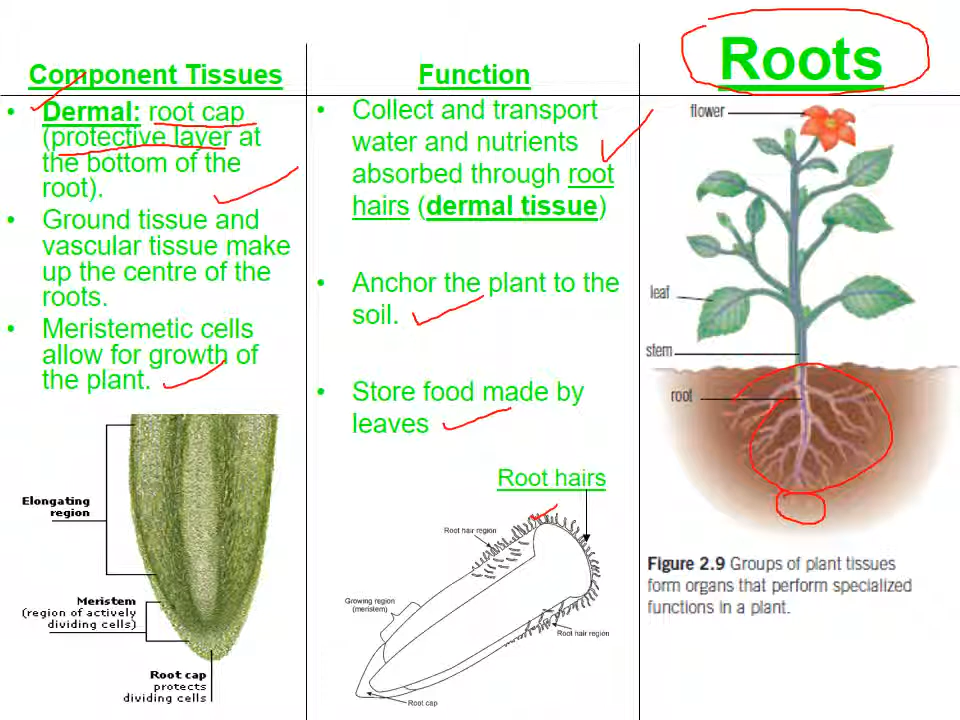 Component Tissues
• Dermal: root cap
(protective layer at
the bottom of the
root).
• Ground tissue and
vascular tissue make
up the centre of the
roots.
• Meristemetic cells
allow for growth of
the plant.
Elongating
region
Meristem
(region of actively
dividing cells)
Root cap
protects
dividing cells
Function
• Collect and transport
water and nutrients
absorbed through root
hairs (dermal tissue)
• Anchor the plant to the
soil.
• Store food made by
leaves
Root hairs
Root hair region
Growing region
(meristem)
Root hair region
Root cap
Roots
flower
leaf
stem
root
Figure 2.9 Groups of plant tissues
form organs that perform specialized
functions in a plant.